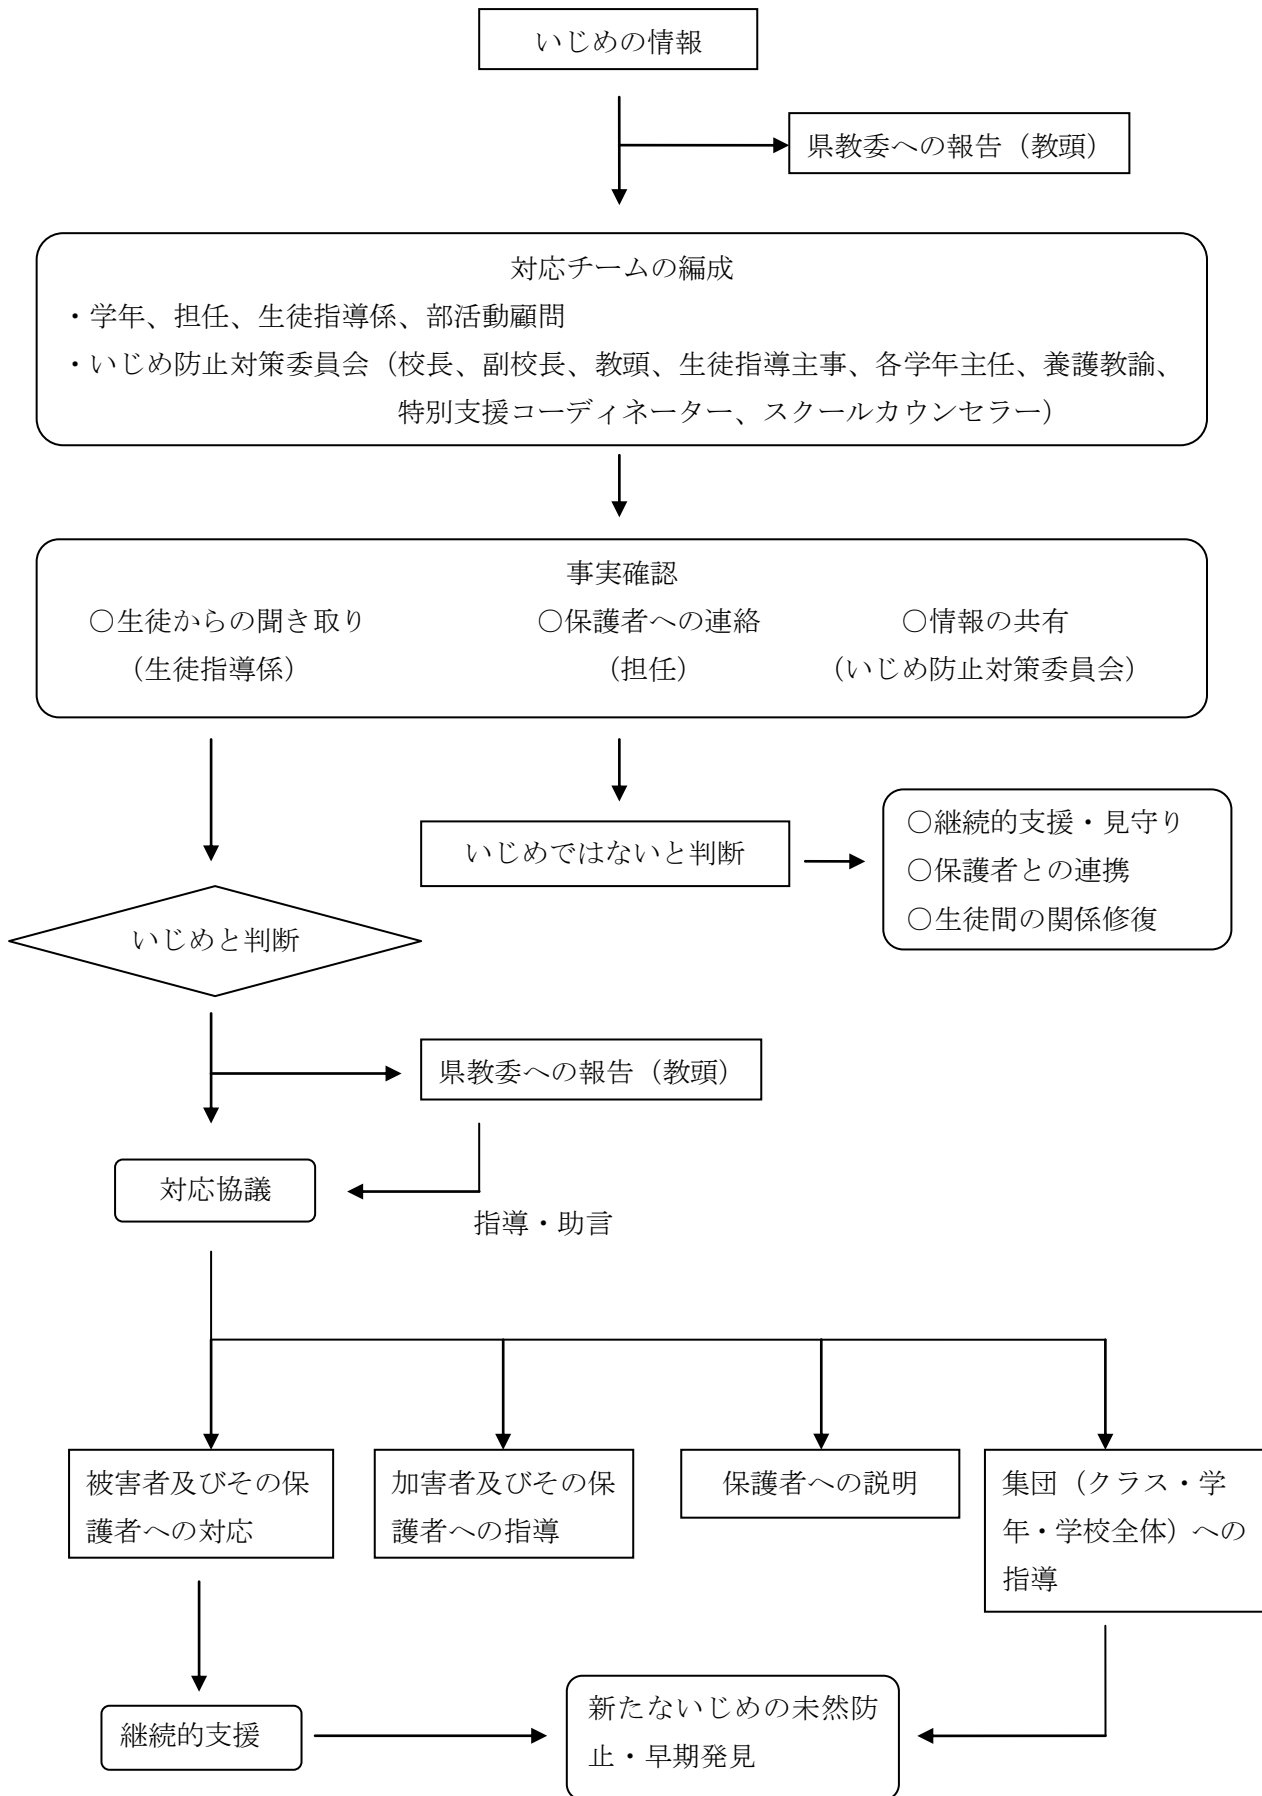 いじめの情報
県教委への報告（教頭）
対応チームの編成
・学年、担任、生徒指導係、部活動顧問
・いじめ防止対策委員会（校長、副校長、教頭、生徒指導主事、各学年主任、養護教諭、
特別支援コーディネーター、スクールカウンセラー）
事実確認
○生徒からの聞き取り　○保護者への連絡　○情報の共有
（生徒指導係）　（担任）　（いじめ防止対策委員会）
いじめではないと判断
○継続的支援・見守り
○保護者との連携
○生徒間の関係修復
いじめと判断
県教委への報告（教頭）
対応協議
指導・助言
被害者及びその保
護者への対応
加害者及びその保
護者への指導
保護者への説明
集団（クラス・学
年・学校全体）への
指導
継続的支援
新たないじめの未然防
止・早期発見